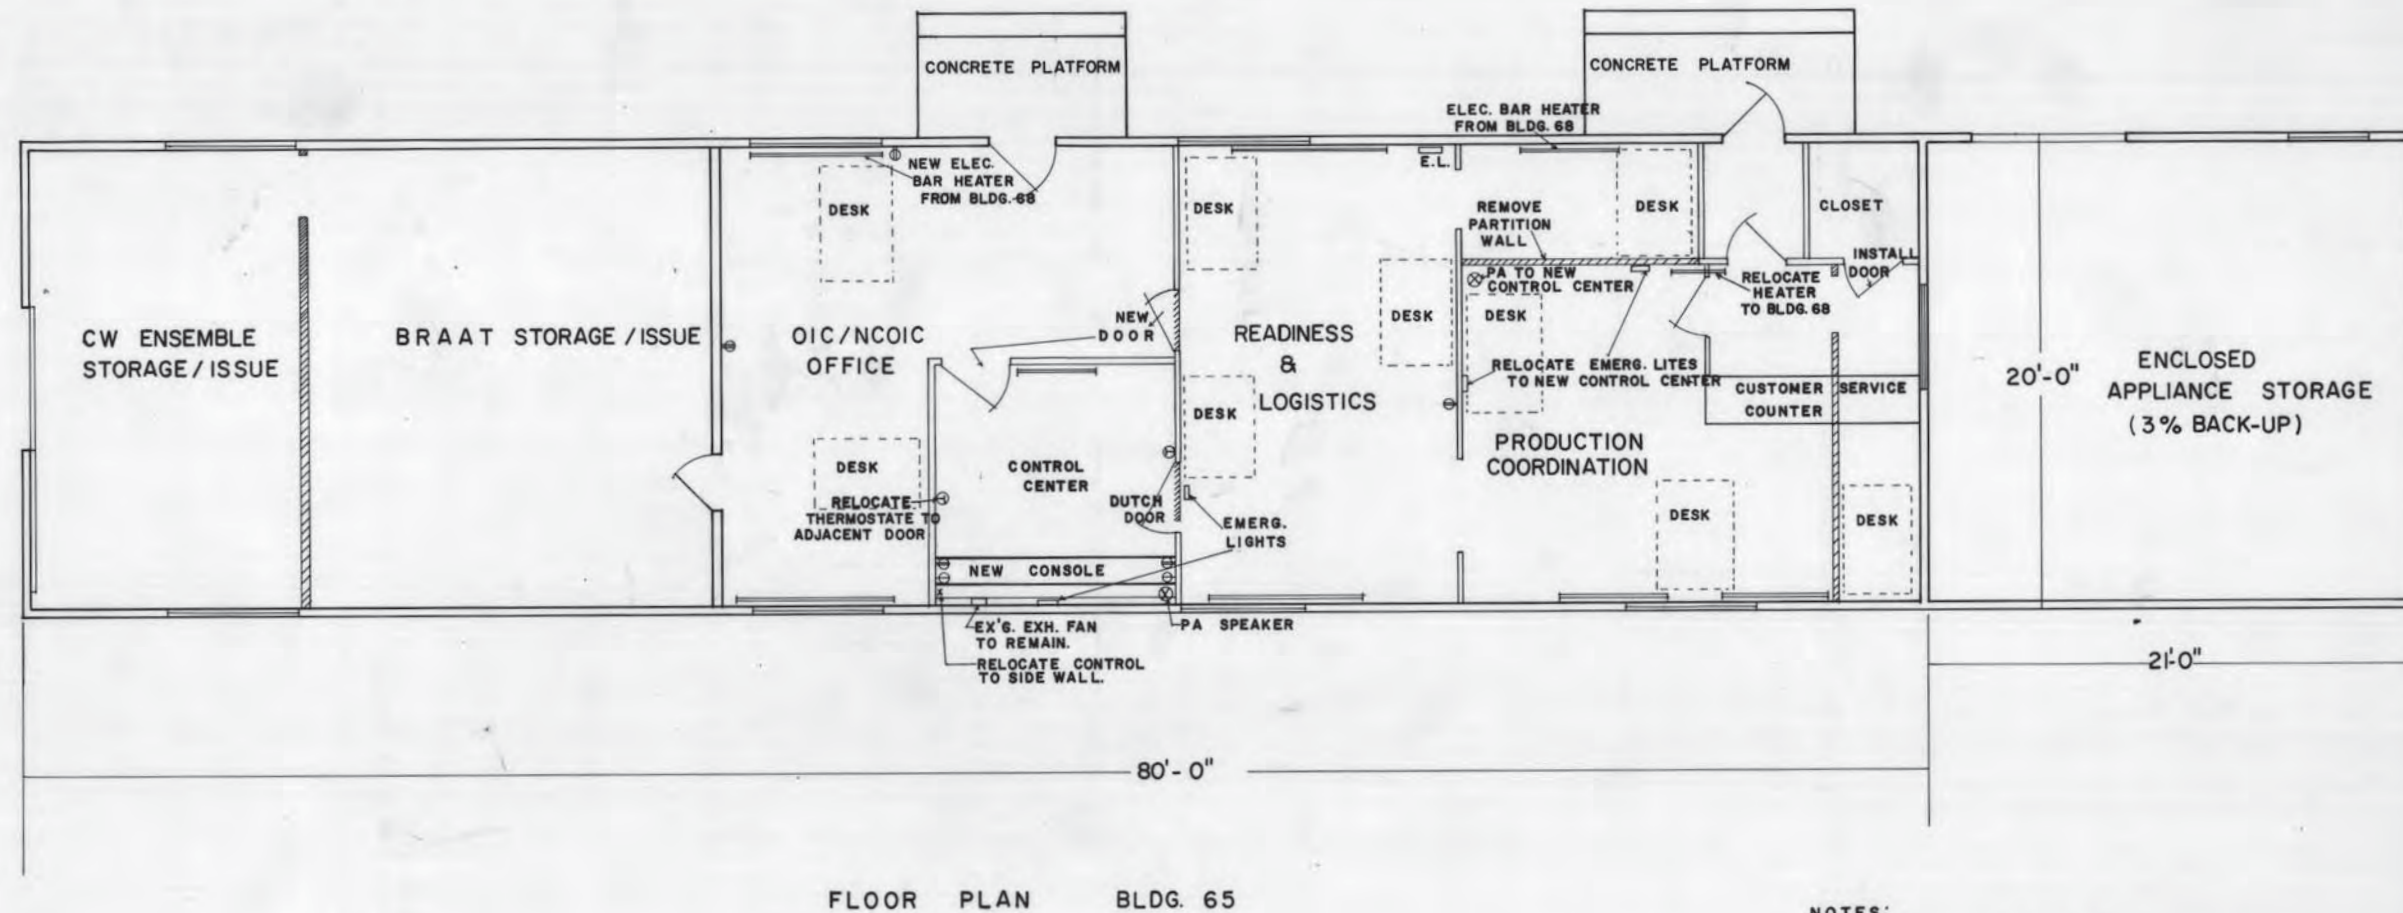 CONCRETE PLATFORM
CONCRETE PLATFORM
ELEC. BAR HEATER
FROM BLDG. 68
NEW ELEC.
BAR HEATER
FROM BLDG. 68
E.L.
DESK
DESK
REMOVE
PARTITION
WALL
DESK
CLOSET
INSTALL
DOOR
PA TO NEW
CONTROL CENTER
RELOCATE
HEATER
TO BLDG. 68
CW ENSEMBLE
STORAGE / ISSUE
BRAAT STORAGE / ISSUE
OIC/NCOIC
OFFICE
NEW
DOOR
READINESS
&
LOGISTICS
DESK
DESK
RELOCATE EMERG. LITES
TO NEW CONTROL CENTER
CUSTOMER SERVICE
COUNTER
20'-0"
ENCLOSED
APPLIANCE STORAGE
(3% BACK-UP)
DESK
PRODUCTION
COORDINATION
DESK
CONTROL
CENTER
RELOCATE
THERMOSTATE TO
ADJACENT DOOR
DUTCH
DOOR
EMERG.
LIGHTS
DESK
DESK
NEW CONSOLE
EX'G. EXH. FAN
TO REMAIN.
PA SPEAKER
RELOCATE CONTROL
TO SIDE WALL.
21'-0"
80'-0"
FLOOR PLAN BLDG. 65
NOTES: